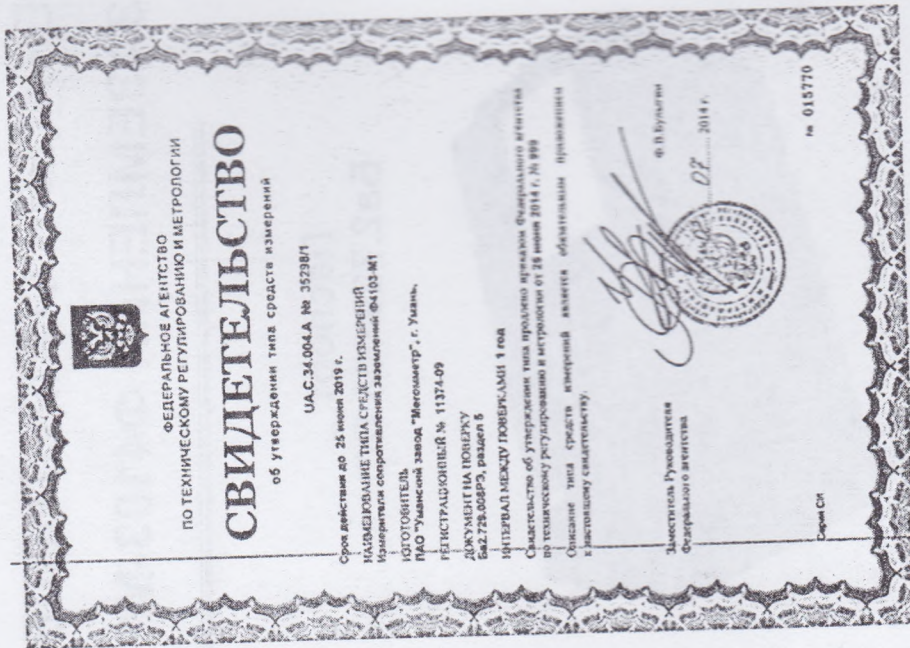 ФЕДЕРАЛЬНОЕ АГЕНТСТВО
ПО ТЕХНИЧЕСКОМУ РЕГУЛИРОВАНИЮ И МЕТРОЛОГИИ
СВИДЕТЕЛЬСТВО
об утверждении типа средств измерений
UA.C.34.004.A № 35298/1
Срок действия до 25 июня 2019 г.
НАИМЕНОВАНИЕ ТИПА СРЕДСТВ ИЗМЕРЕНИЙ
Измерители сопротивления заземлений Ф4103-М1
ИЗГОТОВИТЕЛЬ
ПАО "Уманский завод "Мегомметр", г. Умань,
РЕГИСТРАЦИОННЫЙ № 11374-09
ДОКУМЕНТ НА ПОВЕРКУ
Ба2.729.008РЭ, раздел 5
ИНТЕРВАЛ МЕЖДУ ПОВЕРКАМИ 1 год
Свидетельство об утверждении типа продлено приказом Федерального агентства
по техническому регулированию и метрологии от 25 июня 2014 г. № 999
Описание типа средств измерений является обязательным приложением
к настоящему свидетельству.
Заместитель Руководителя
Федерального агентства
Ф.В.Булыгин
07 2014 г.
Серия СИ
№ 015770